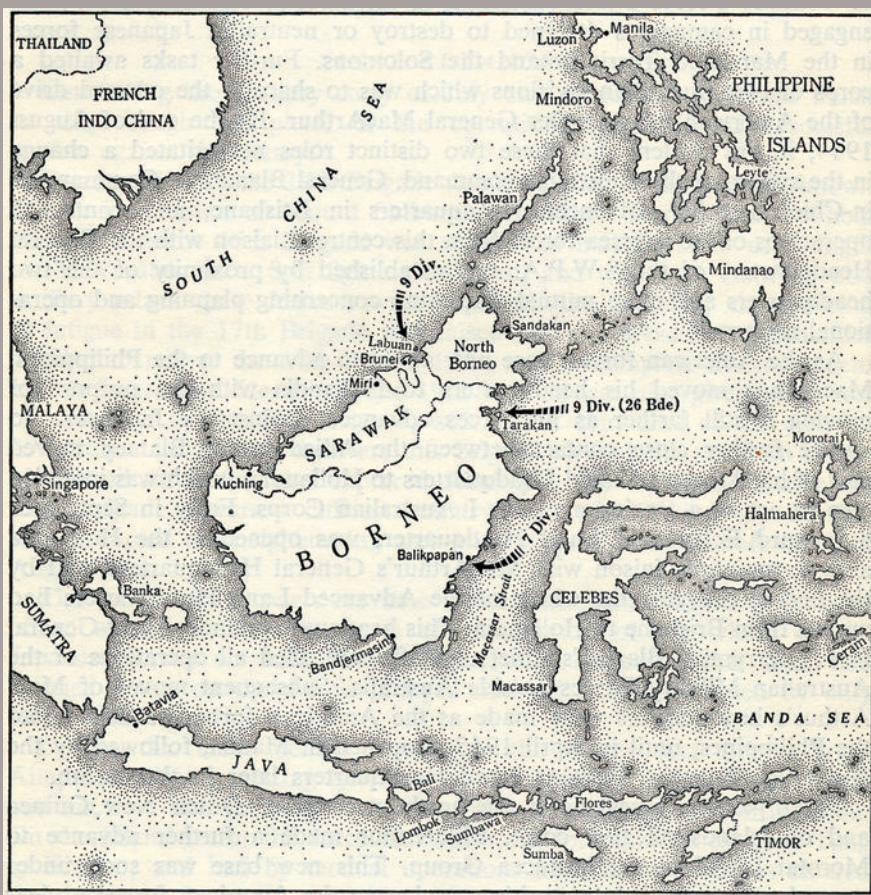 THAILAND
FRENCH
INDO CHINA
SOUTH
CHINA
SEA
Luzon
Manila
Mindoro
PHILIPPINE
ISLANDS
Leyte
Palawan
Mindanao
9 Div.
Labuan
Brunei
Miri
Sandakan
North
Borneo
SARAWAK
9 Div. (26 Bde)
Tarakan
MALAYA
Singapore
Kuching
BORNEO
Morotai
Halmahera
Balikpapan
7 Div.
Macassar Strait
CELEBES
Banka
SUMATRA
Bandjermasin
Ceram
Macassar
Batavia
BANDA SEA
JAVA
Bali
Lombok
Sumbawa
Flores
Sumba
TIMOR